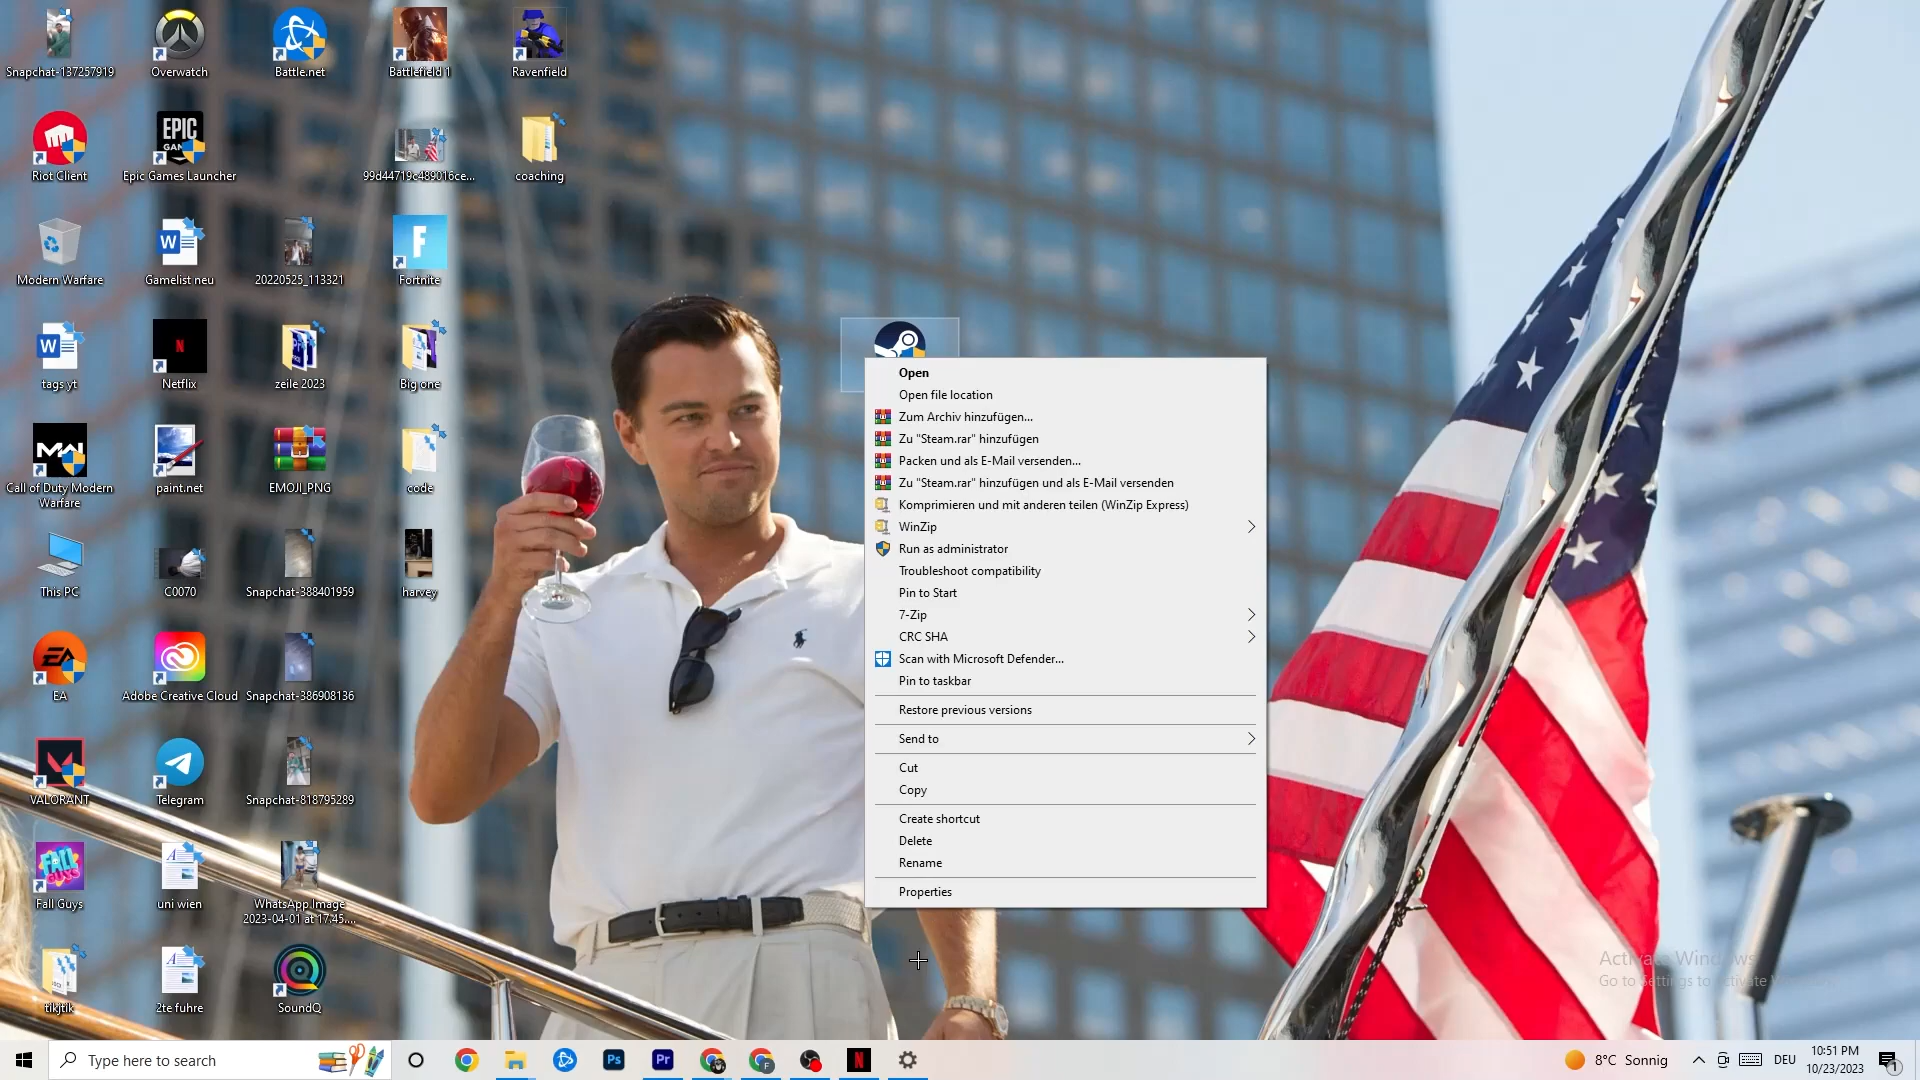 Snapchat-137257919
Overwatch
Battle.net
Battlefield 1
Ravenfield
EPIC
Riot Client
Epic Games Launcher
99d44719c489016ce...
coaching
Modern Warfare
Gamelist neu
20220525_113321
Fortnite
tags yt
Netflix
zeile 2023
Big one
Call of Duty Modern
Warfare
paint.net
EMOJI_PNG
code
This PC
C0070
Snapchat-388401959
harvey
EA
Adobe Creative Cloud
Snapchat-386908136
VALORANT
Telegram
Snapchat-818795289
FALL
GUYS
Fall Guys
uni wien
WhatsApp Image
2023-04-01 at 17.45....
tikjtik
2te fuhre
SoundQ
Open
Open file location
Zum Archiv hinzufügen...
Zu "Steam.rar" hinzufügen
Packen und als E-Mail versenden...
Zu "Steam.rar" hinzufügen und als E-Mail versenden
Komprimieren und mit anderen teilen (WinZip Express)
WinZip
Run as administrator
Troubleshoot compatibility
Pin to Start
7-Zip
CRC SHA
Scan with Microsoft Defender...
Pin to taskbar
Restore previous versions
Send to
Cut
Copy
Create shortcut
Delete
Rename
Properties
Activate Windows
Go to Settings to activate
Type here to search
Ps
Pr
N
8°C Sonnig
DEU
10:51 PM
10/23/2023
1